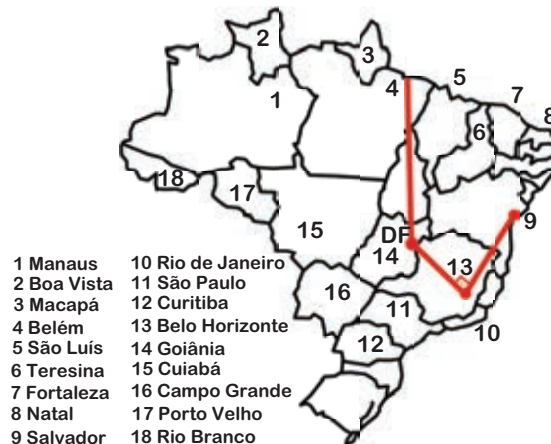 2
3
1
4
5
7
6
8
18
17
15
DF
14
9
13
16
11
10
12
1 Manaus
2 Boa Vista
3 Macapá
4 Belém
5 São Luís
6 Teresina
7 Fortaleza
8 Natal
9 Salvador
10 Rio de Janeiro
11 São Paulo
12 Curitiba
13 Belo Horizonte
14 Goiânia
15 Cuiabá
16 Campo Grande
17 Porto Velho
18 Rio Branco